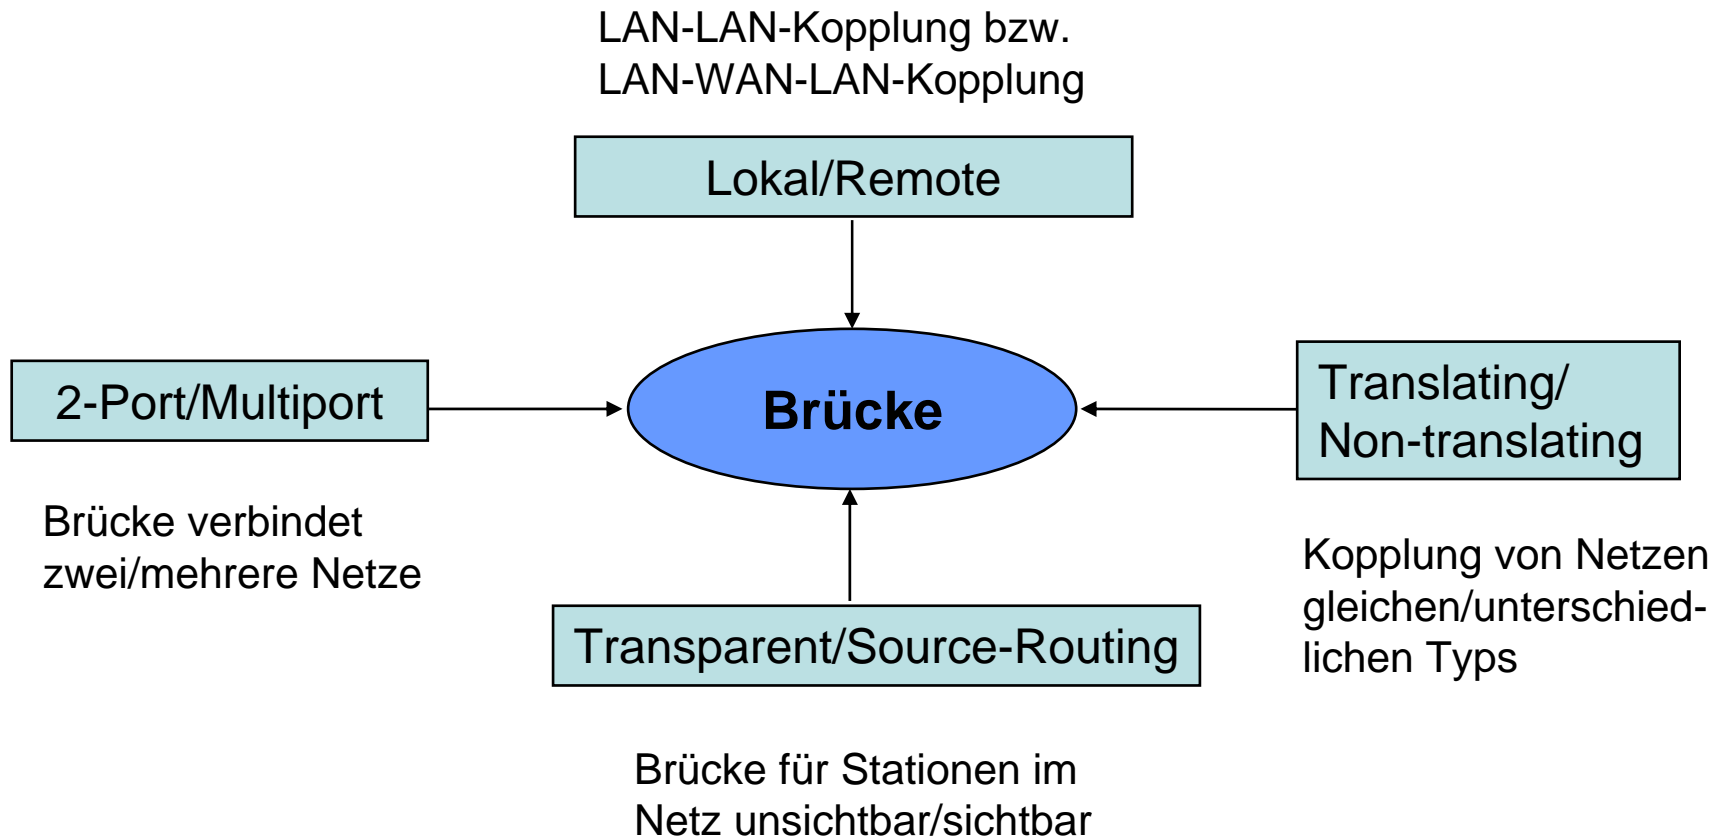 LAN-LAN-Kopplung bzw.
LAN-WAN-LAN-Kopplung
Lokal/Remote
2-Port/Multiport
Brücke verbindet
zwei/mehrere Netze
Brücke
Translating/
Non-translating
Kopplung von Netzen
gleichen/unterschied-
lichen Typs
Transparent/Source-Routing
Brücke für Stationen im
Netz unsichtbar/sichtbar